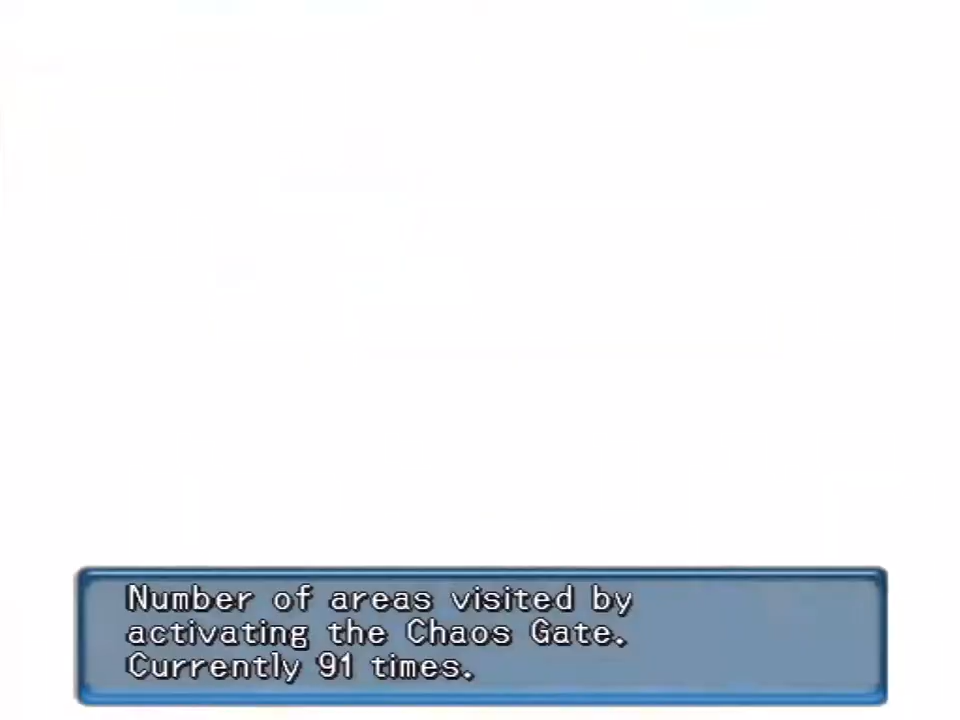 Number of areas visited by
activating the Chaos Gate.
Currently 91 times.